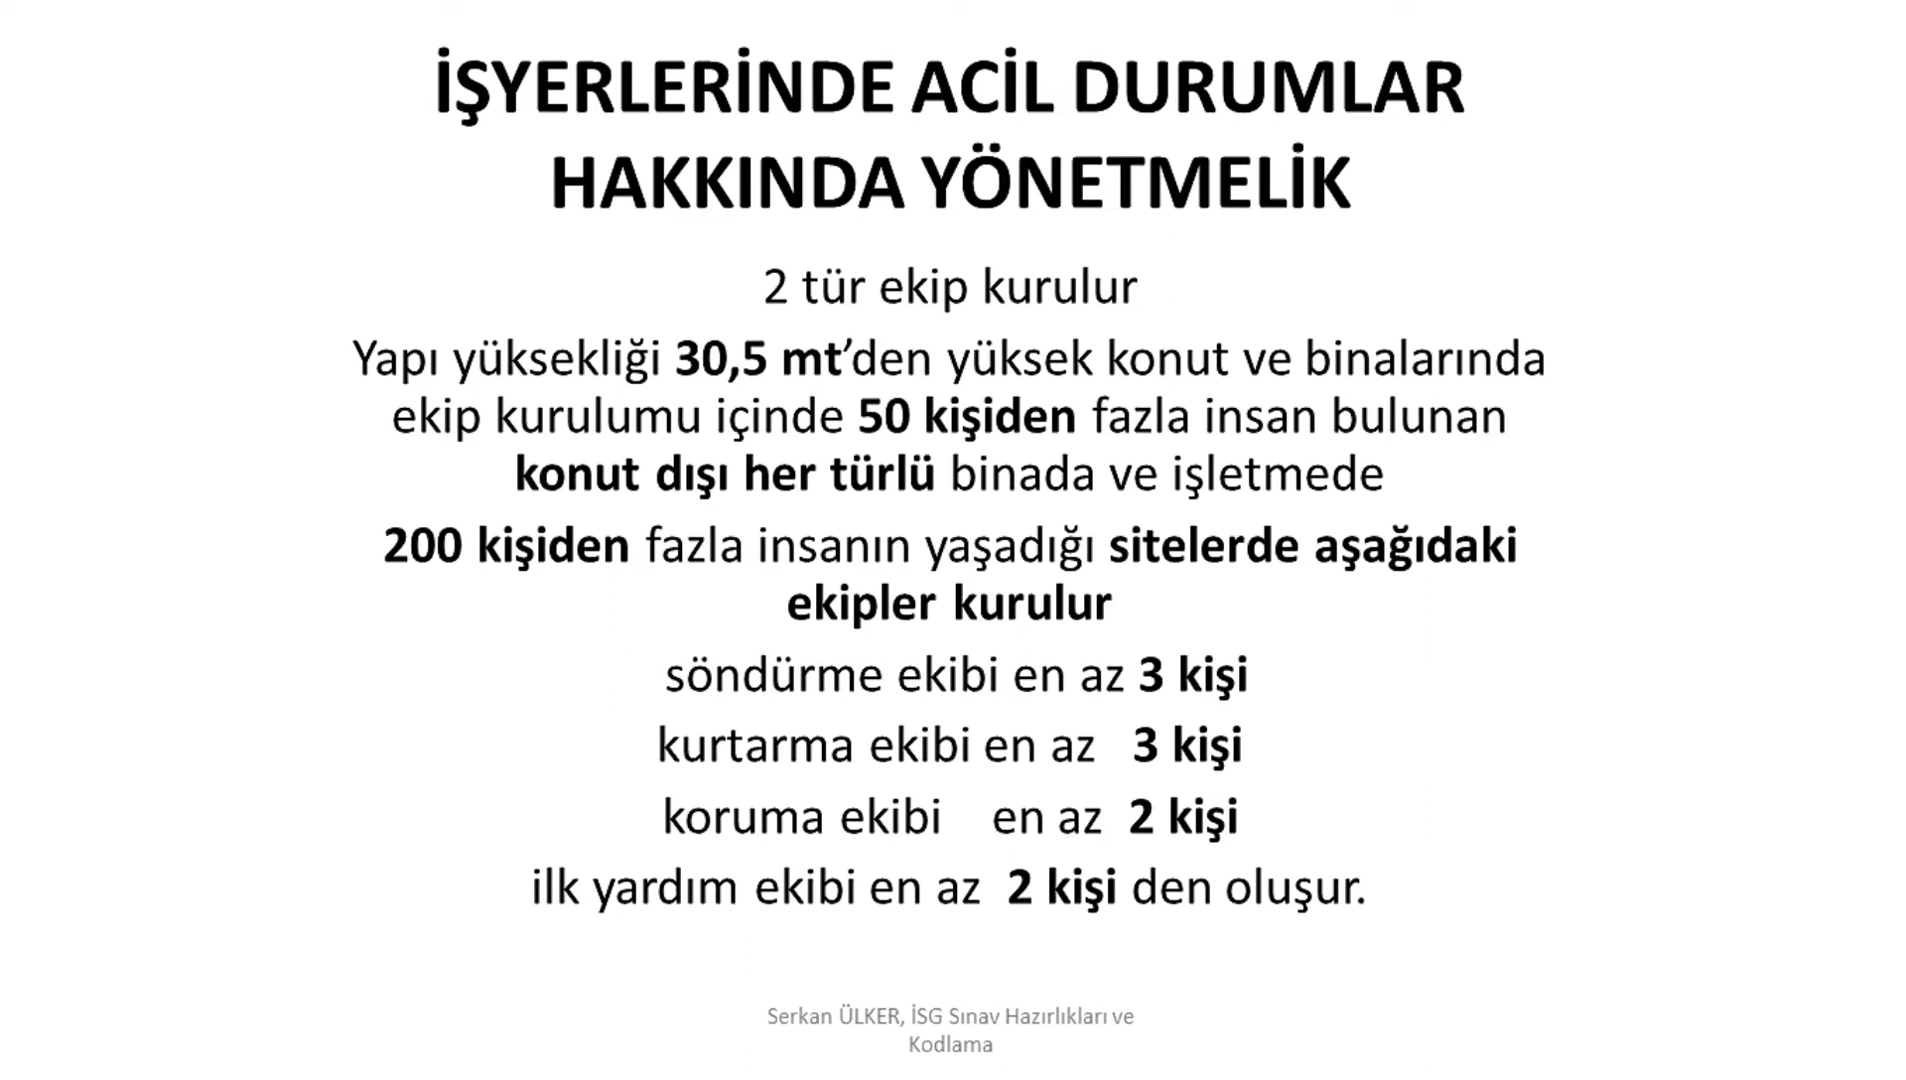 İŞYERLERİNDE ACİL DURUMLAR
HAKKINDA YÖNETMELİK
2 tür ekip kurulur
Yapı yüksekliği 30,5 mt’den yüksek konut ve binalarında
ekip kurulumu içinde 50 kişiden fazla insan bulunan
konut dışı her türlü binada ve işletmede
200 kişiden fazla insanın yaşadığı sitelerde aşağıdaki
ekipler kurulur
söndürme ekibi en az 3 kişi
kurtarma ekibi en az 3 kişi
koruma ekibi en az 2 kişi
ilk yardım ekibi en az 2 kişi den oluşur.
Serkan ÜLKER, İSG Sınav Hazırlıkları ve
Kodlama